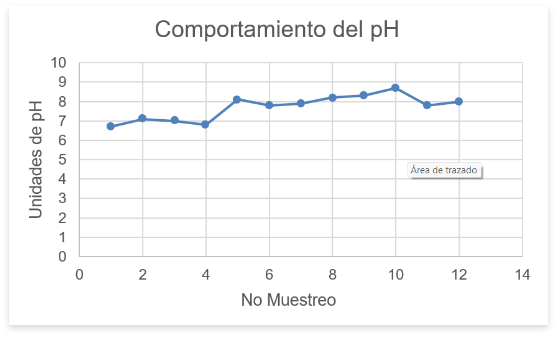 Comportamiento del pH
10
9
8
7
6
5
4
3
2
1
0
Unidades de pH
Área de trazado
0 2 4 6 8 10 12 14
No Muestreo